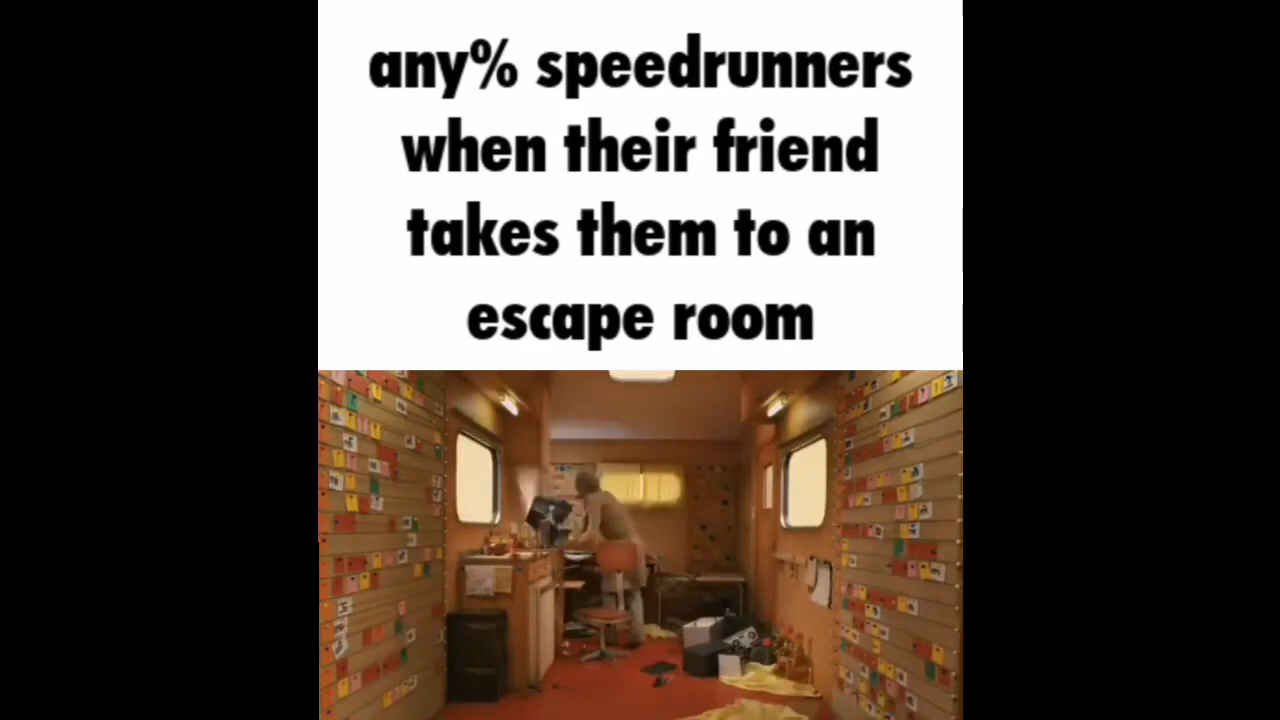 any% speedrunners
when their friend
takes them to an
escape room